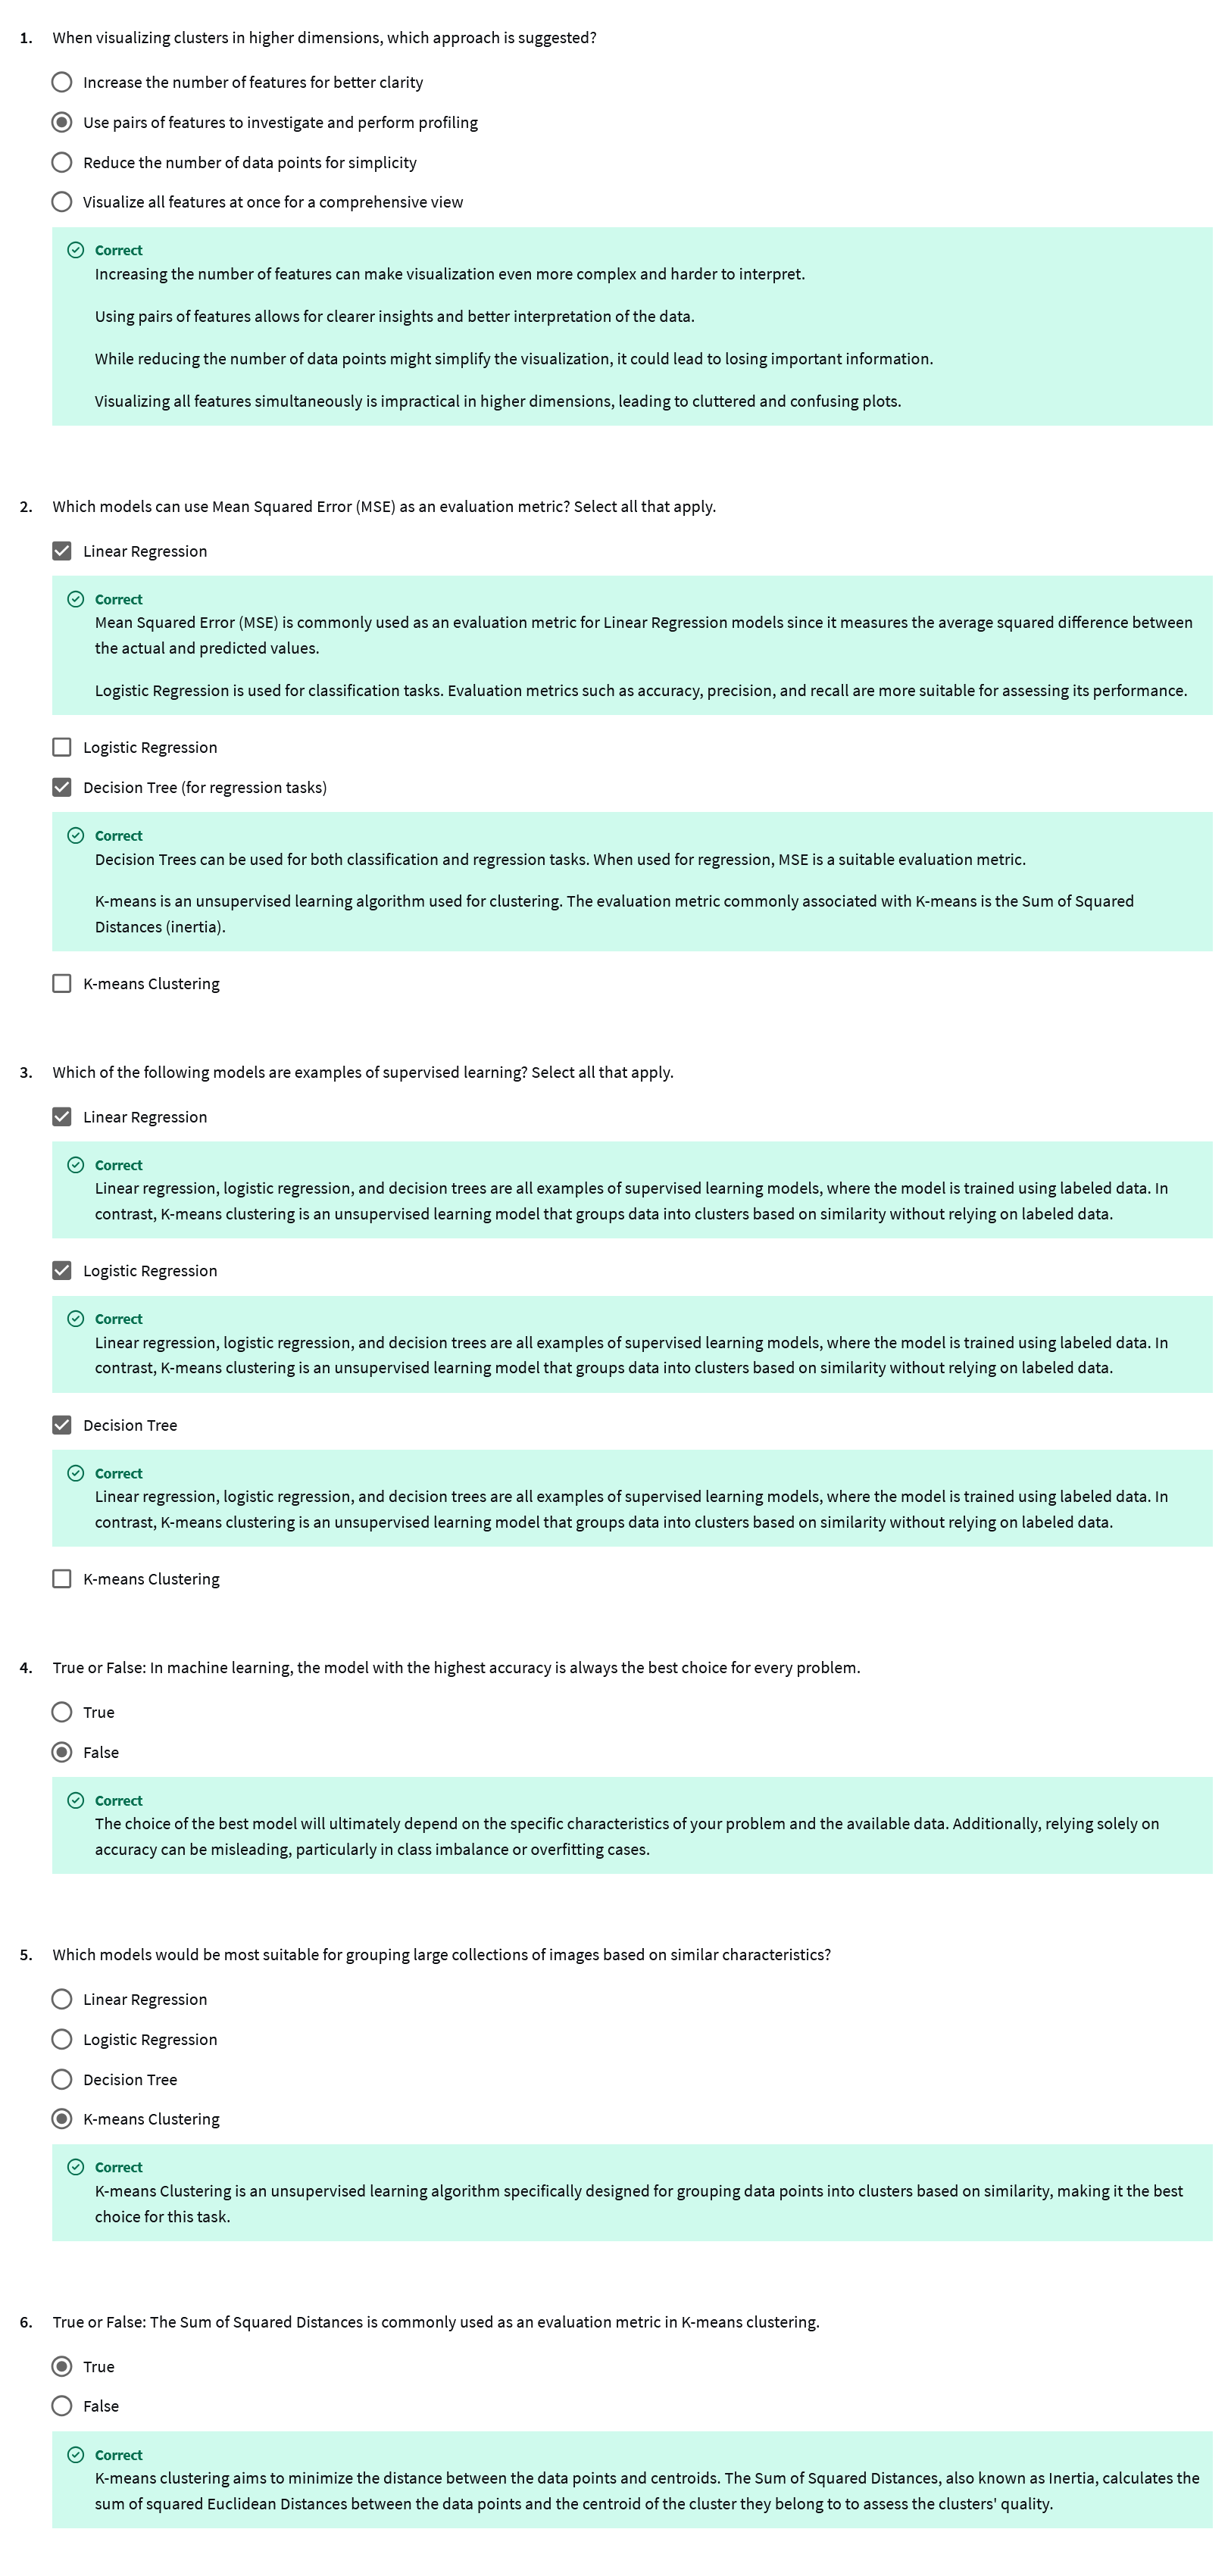 1. When visualizing clusters in higher dimensions, which approach is suggested?
Increase the number of features for better clarity
Use pairs of features to investigate and perform profiling
Reduce the number of data points for simplicity
Visualize all features at once for a comprehensive view
Correct
Increasing the number of features can make visualization even more complex and harder to interpret.
Using pairs of features allows for clearer insights and better interpretation of the data.
While reducing the number of data points might simplify the visualization, it could lead to losing important information.
Visualizing all features simultaneously is impractical in higher dimensions, leading to cluttered and confusing plots.
2. Which models can use Mean Squared Error (MSE) as an evaluation metric? Select all that apply.
Linear Regression
Correct
Mean Squared Error (MSE) is commonly used as an evaluation metric for Linear Regression models since it measures the average squared difference between
the actual and predicted values.
Logistic Regression is used for classification tasks. Evaluation metrics such as accuracy, precision, and recall are more suitable for assessing its performance.
Logistic Regression
Decision Tree (for regression tasks)
Correct
Decision Trees can be used for both classification and regression tasks. When used for regression, MSE is a suitable evaluation metric.
K-means is an unsupervised learning algorithm used for clustering. The evaluation metric commonly associated with K-means is the Sum of Squared
Distances (inertia).
K-means Clustering
3. Which of the following models are examples of supervised learning? Select all that apply.
Linear Regression
Correct
Linear regression, logistic regression, and decision trees are all examples of supervised learning models, where the model is trained using labeled data. In
contrast, K-means clustering is an unsupervised learning model that groups data into clusters based on similarity without relying on labeled data.
Logistic Regression
Correct
Linear regression, logistic regression, and decision trees are all examples of supervised learning models, where the model is trained using labeled data. In
contrast, K-means clustering is an unsupervised learning model that groups data into clusters based on similarity without relying on labeled data.
Decision Tree
Correct
Linear regression, logistic regression, and decision trees are all examples of supervised learning models, where the model is trained using labeled data. In
contrast, K-means clustering is an unsupervised learning model that groups data into clusters based on similarity without relying on labeled data.
K-means Clustering
4. True or False: In machine learning, the model with the highest accuracy is always the best choice for every problem.
True
False
Correct
The choice of the best model will ultimately depend on the specific characteristics of your problem and the available data. Additionally, relying solely on
accuracy can be misleading, particularly in class imbalance or overfitting cases.
5. Which models would be most suitable for grouping large collections of images based on similar characteristics?
Linear Regression
Logistic Regression
Decision Tree
K-means Clustering
Correct
K-means Clustering is an unsupervised learning algorithm specifically designed for grouping data points into clusters based on similarity, making it the best
choice for this task.
6. True or False: The Sum of Squared Distances is commonly used as an evaluation metric in K-means clustering.
True
False
Correct
K-means clustering aims to minimize the distance between the data points and centroids. The Sum of Squared Distances, also known as Inertia, calculates the
sum of squared Euclidean Distances between the data points and the centroid of the cluster they belong to to assess the clusters' quality.